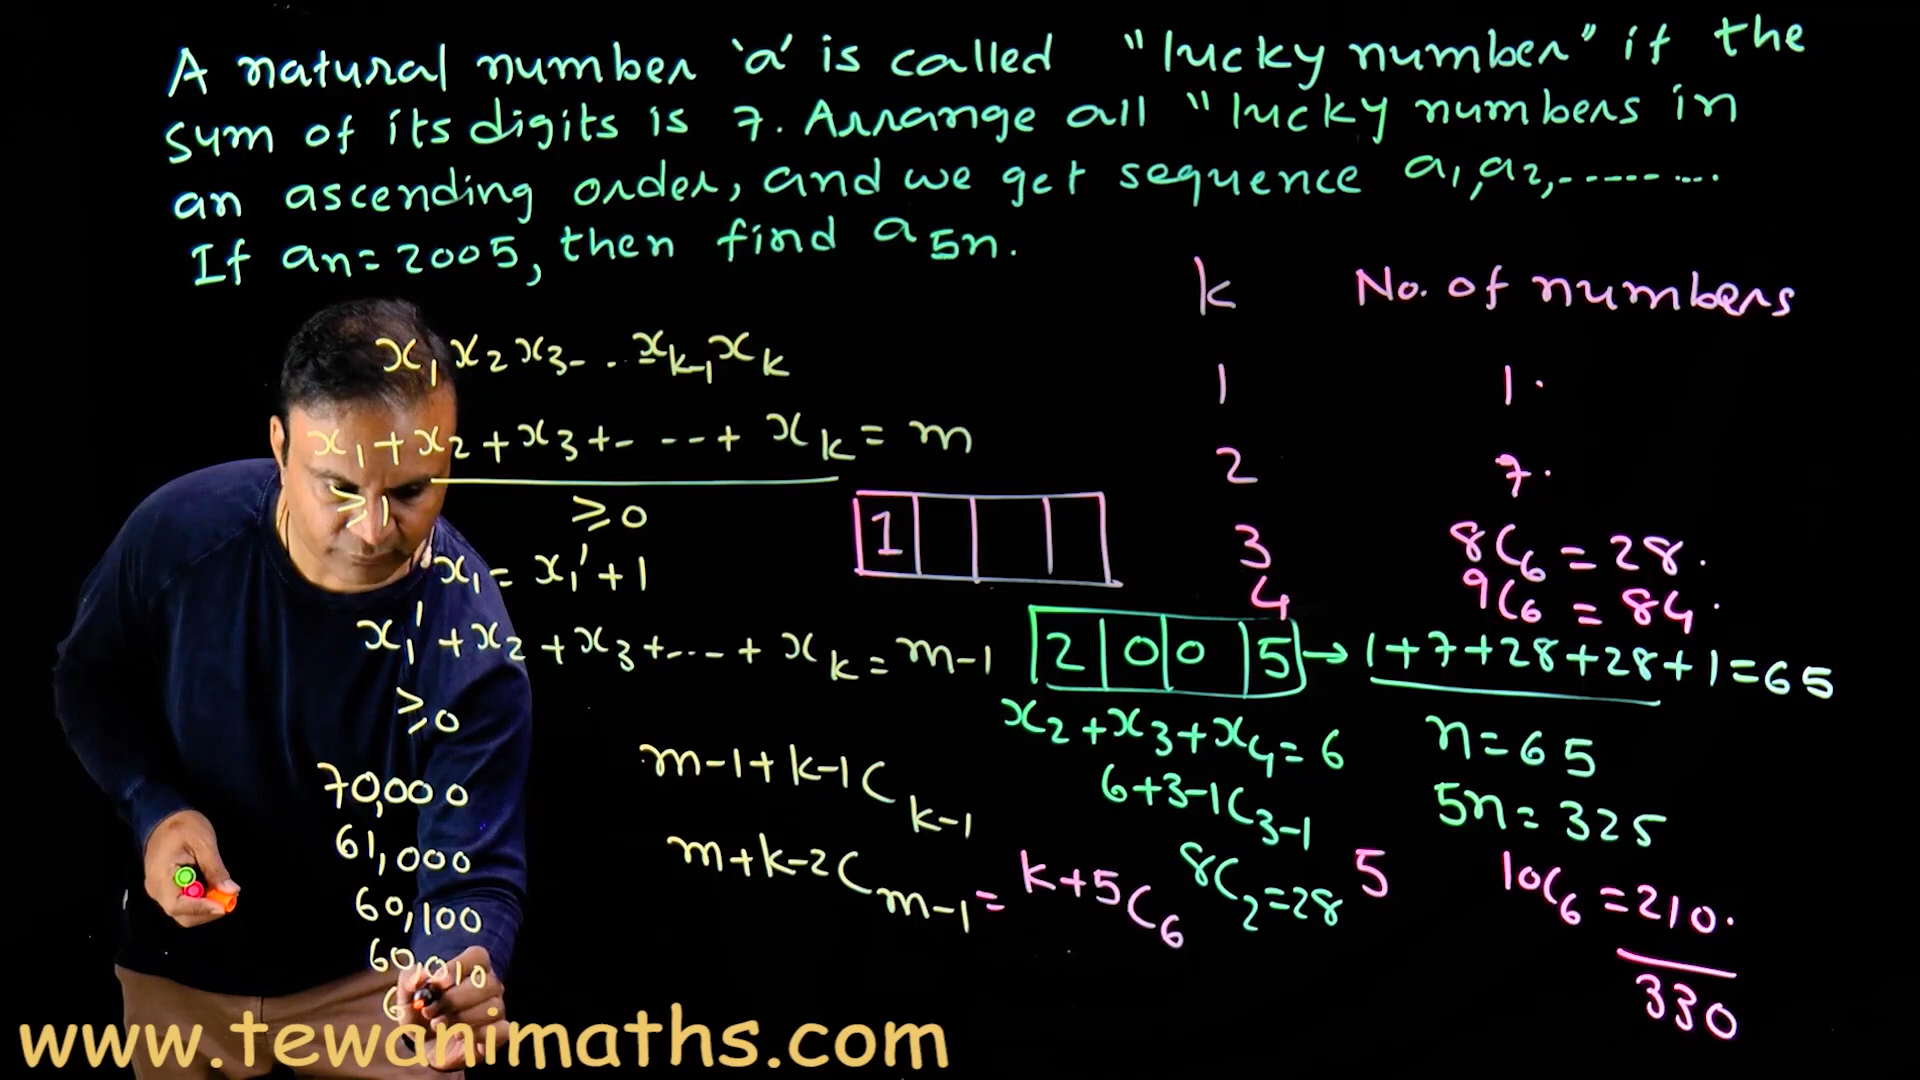 A natural number 'a' is called "lucky number" if the
sum of its digits is 7. Arrange all "lucky numbers in
an ascending order, and we get sequence a₁,a₂,-------...
If aₙ=2005, then find a₅ₙ.
k No. of numbers
x₁x₂x₃-..xₖ₋₁xₖ
1 1.
x₁+x₂+x₃+- --+ xₖ=m
2 7.
≥1 ≥0
1
3 ⁸C₆=28.
x₁=x₁'+1
4 ⁹C₆=84.
x₁'+x₂+x₃+..--+xₖ=m-1
2 0 0 5 → 1+7+28+28+1=65
≥0
x₂+x₃+x₄=6
n=65
70,000
m-1+k-1Cₖ₋₁
6+3-1C₃₋₁
5n=325
61,000
m+k-2Cₘ₋₁=k+5C₆
⁸C₂=28
5 ¹⁰C₆=210.
60,100
60,010
330
6
www.tewanimaths.com